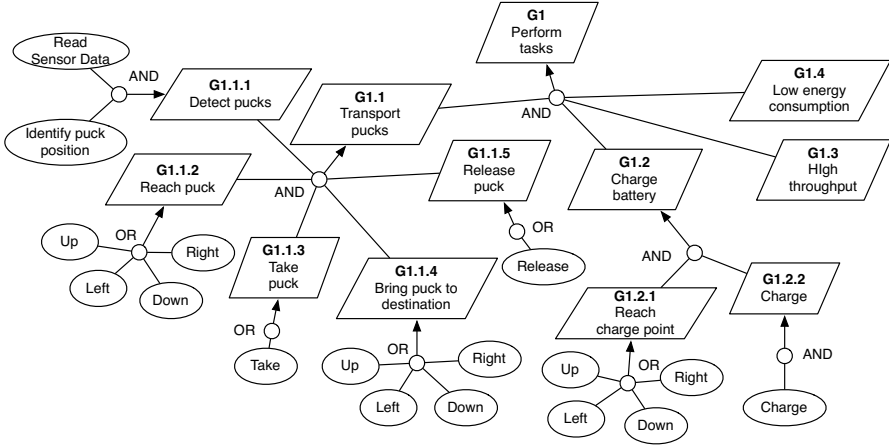 G1
Perform
tasks
Read
Sensor Data
AND
G1.1.1
Detect pucks
G1.1
Transport
pucks
AND
G1.4
Low energy
consumption
Identify puck
position
G1.1.2
Reach puck
AND
G1.1.5
Release
puck
G1.2
Charge
battery
G1.3
HIgh
throughput
OR
Up
Right
Left
Down
G1.1.3
Take
puck
OR
Take
G1.1.4
Bring puck to
destination
OR
Up
Right
Left
Down
OR
Release
AND
G1.2.1
Reach
charge point
G1.2.2
Charge
OR
Up
Right
Left
Down
AND
Charge